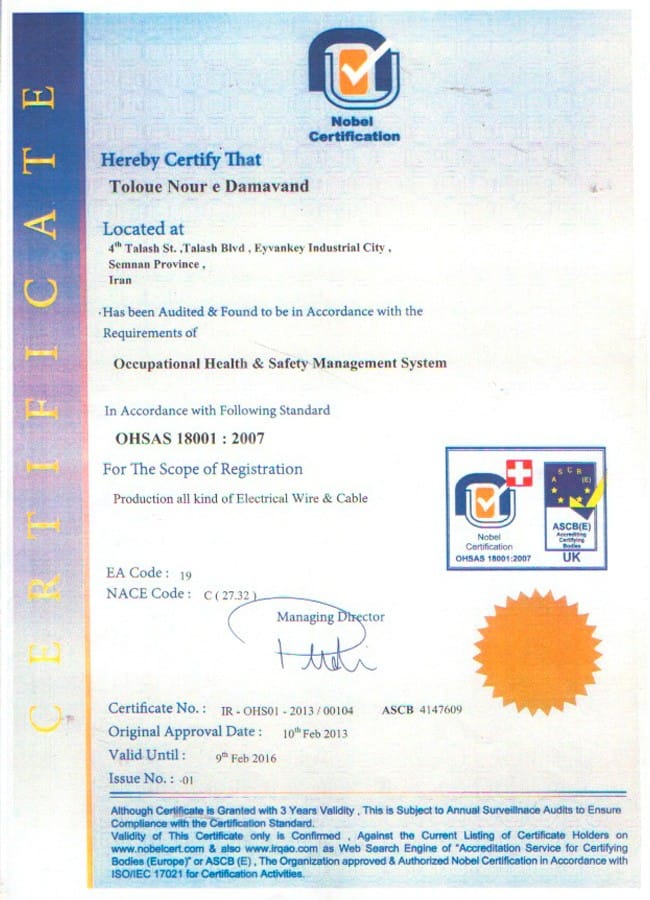 CERTIFICATE
Nobel
Certification
Hereby Certify That
Toloue Nour e Damavand
Located at
4th Talash St. ,Talash Blvd , Eyvankey Industrial City ,
Semnan Province ,
Iran
Has been Audited & Found to be in Accordance with the
Requirements of
Occupational Health & Safety Management System
In Accordance with Following Standard
OHSAS 18001 : 2007
For The Scope of Registration
Production all kind of Electrical Wire & Cable
Nobel
Certification
OHSAS 18001:2007
A S C B (E)
ASCB(E)
Accrediting
Certifying
Bodies
UK
EA Code : 19
NACE Code : C ( 27.32 )
Managing Director
Certificate No. : IR - OHS01 - 2013 / 00104 ASCB 4147609
Original Approval Date : 10th Feb 2013
Valid Until : 9th Feb 2016
Issue No. : -01
Although Certificate is Granted with 3 Years Validity , This is Subject to Annual Surveillnace Audits to Ensure
Compliance with the Certification Standard.
Validity of This Certificate only is Confirmed , Against the Current Listing of Certificate Holders on
www.nobelcert.com & also www.irqao.com as Web Search Engine of "Accreditation Service for Certifying
Bodies (Europe)" or ASCB (E) , The Organization approved & Authorized Nobel Certification in Accordance with
ISO/IEC 17021 for Certification Activities.